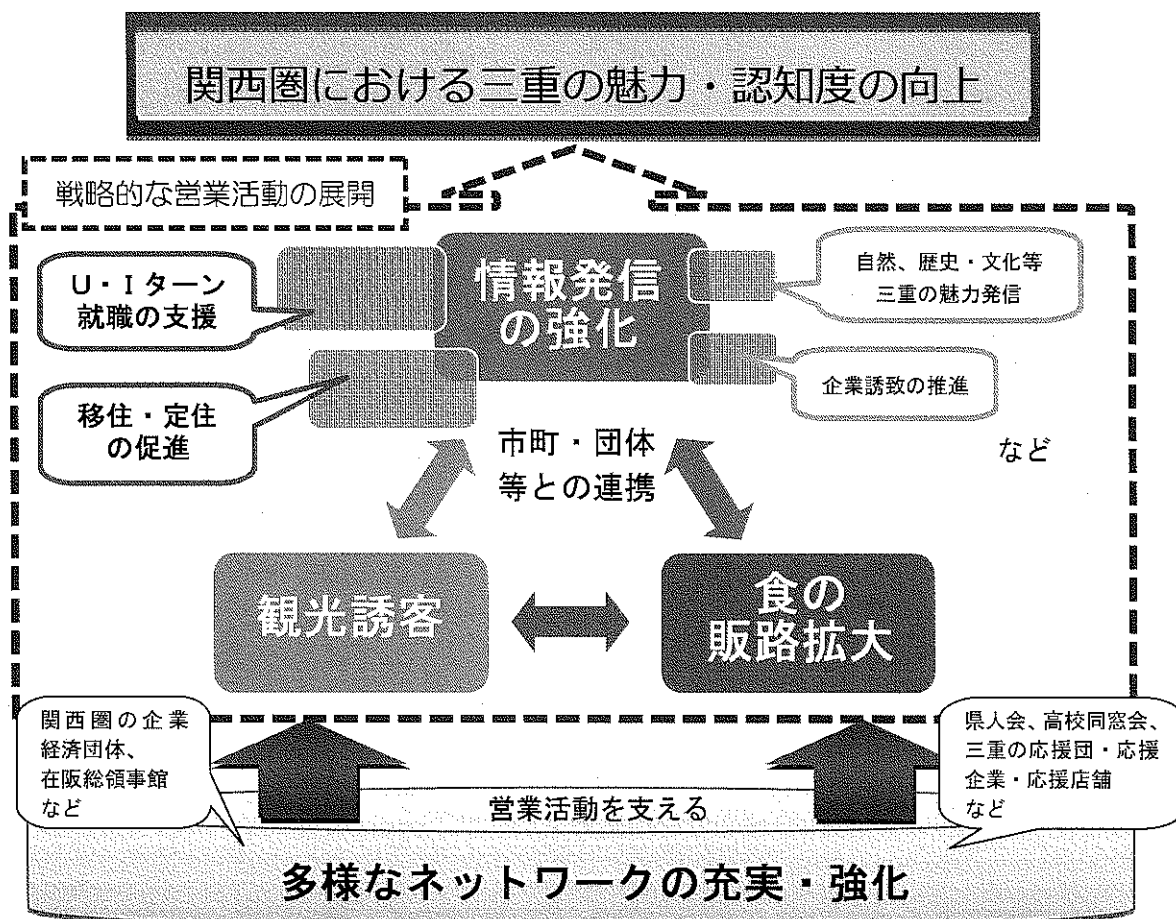 関西圏における三重の魅力・認知度の向上
戦略的な営業活動の展開
U・Iターン
就職の支援
情報発信
の強化
自然、歴史・文化等
三重の魅力発信
移住・定住
の促進
企業誘致の推進
市町・団体
等との連携
など
観光誘客
食の
販路拡大
関西圏の企業
経済団体、
在阪総領事館
など
県人会、高校同窓会、
三重の応援団・応援
企業・応援店舗
など
営業活動を支える
多様なネットワークの充実・強化